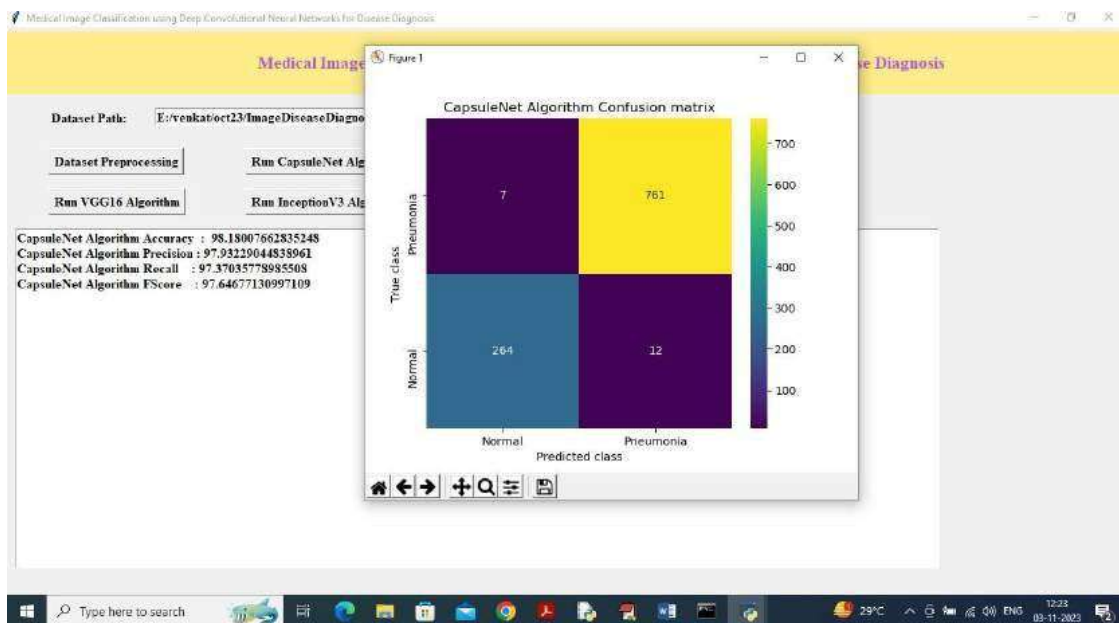 Medical Image Classification using Deep Convolutional Neural Networks for Disease Diagnosis
Medical Image
se Diagnosis
Dataset Path:
E:/venkat/oct23/ImageDiseaseDiagno
Dataset Preprocessing
Run CapsuleNet Alg
Run VGG16 Algorithm
Run InceptionV3 Alg
CapsuleNet Algorithm Accuracy : 98.18007662835248
CapsuleNet Algorithm Precision : 97.93229044838961
CapsuleNet Algorithm Recall : 97.37035778985508
CapsuleNet Algorithm FScore : 97.64677130997109
Figure 1
CapsuleNet Algorithm Confusion matrix
True class
Pneumonia
Normal
7
761
264
12
Normal
Pneumonia
Predicted class
700
600
500
400
300
200
100
Type here to search
29°C
ENG
12:23
03-11-2023